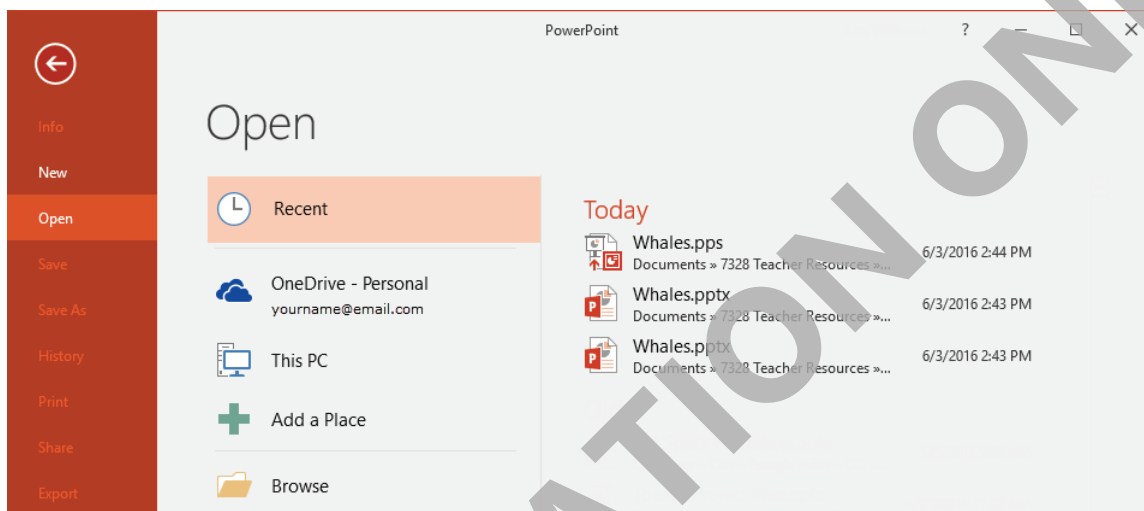 PowerPoint
?
Info
New
Open
Save
Save As
History
Print
Share
Export
Open
Recent
OneDrive - Personal
yourname@email.com
This PC
Add a Place
Browse
Today
Whales.pps
6/3/2016 2:44 PM
Documents » 7328 Teacher Resources »...
Whales.pptx
6/3/2016 2:43 PM
Documents » 7328 Teacher Resources »...
Whales.pptx
6/3/2016 2:43 PM
Documents » 7328 Teacher Resources »...
ATION ON